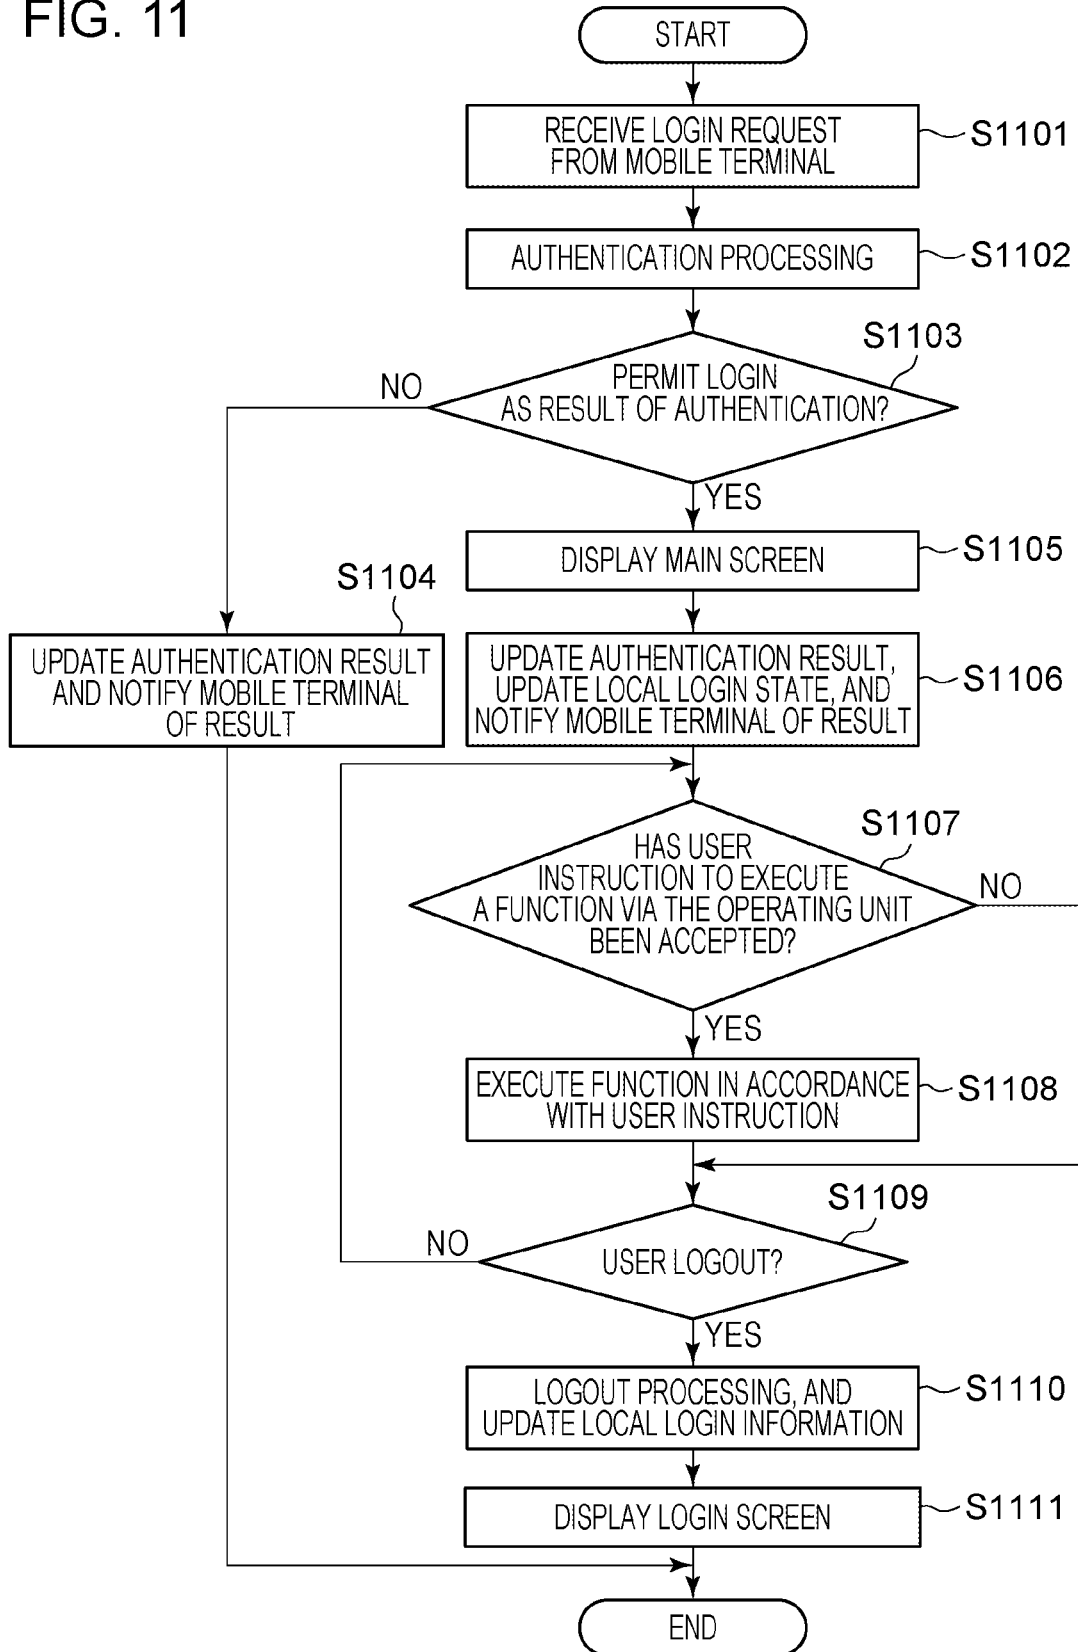 FIG. 11
START
RECEIVE LOGIN REQUEST
FROM MOBILE TERMINAL
S1101
AUTHENTICATION PROCESSING
S1102
S1103
PERMIT LOGIN
AS RESULT OF AUTHENTICATION?
NO
YES
DISPLAY MAIN SCREEN
S1105
S1104
UPDATE AUTHENTICATION RESULT
AND NOTIFY MOBILE TERMINAL
OF RESULT
UPDATE AUTHENTICATION RESULT,
UPDATE LOCAL LOGIN STATE, AND
NOTIFY MOBILE TERMINAL OF RESULT
S1106
S1107
HAS USER
INSTRUCTION TO EXECUTE
A FUNCTION VIA THE OPERATING UNIT
BEEN ACCEPTED?
NO
YES
EXECUTE FUNCTION IN ACCORDANCE
WITH USER INSTRUCTION
S1108
S1109
USER LOGOUT?
NO
YES
LOGOUT PROCESSING, AND
UPDATE LOCAL LOGIN INFORMATION
S1110
DISPLAY LOGIN SCREEN
S1111
END